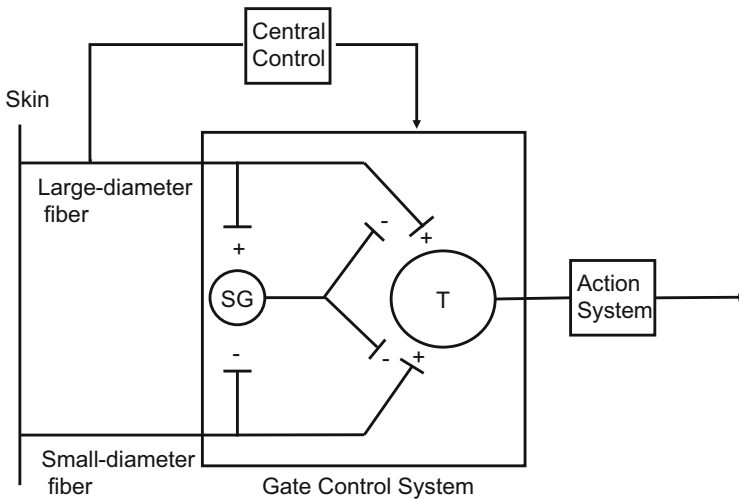 Central
Control
Skin
Large-diameter
fiber
+
-
+
SG
T
Action
System
-
-
+
Small-diameter
fiber
Gate Control System